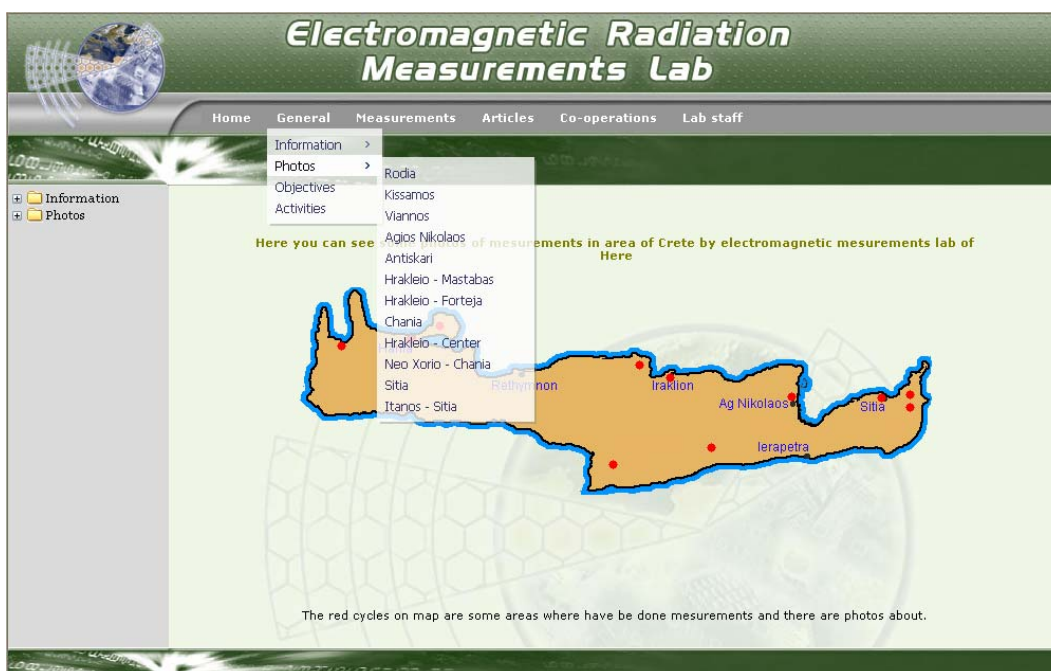 Electromagnetic Radiation
Measurements Lab
Home General Measurements Articles Co-operations Lab staff
Information >
Photos >
Objectives
Activities
Rodia
Kissamos
Viannos
Agios Nikolaos
Antiskari
Hrakleio - Mastabas
Hrakleio - Forteja
Chania
Hrakleio - Center
Neo Xorio - Chania
Sitia
Itanos - Sitia
Information
Photos
Here you can see some photos of mesurements in area of Crete by electromagnetic mesurements lab of
Here
Rethymnon
Iraklion
Ag Nikolaos
Sitia
Ierapetra
The red cycles on map are some areas where have be done mesurements and there are photos about.